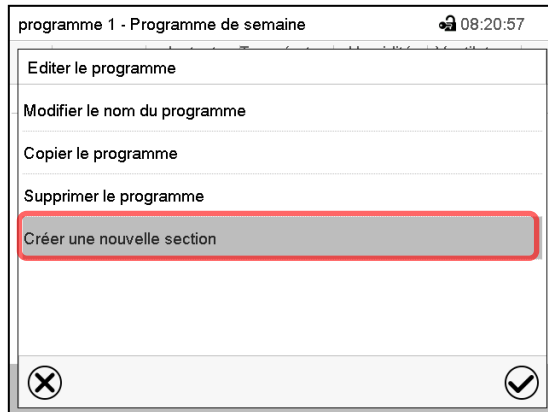 programme 1 - Programme de semaine 08:20:57
Editer le programme
Modifier le nom du programme
Copier le programme
Supprimer le programme
Créer une nouvelle section